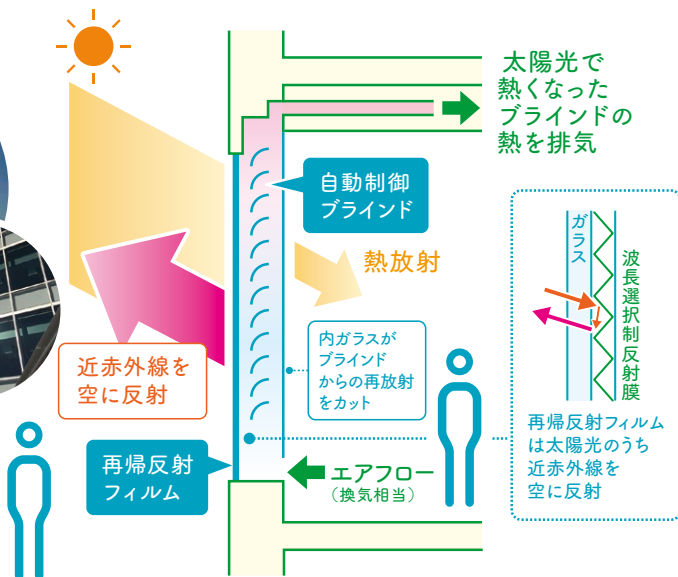 太陽光で
熱くなった
ブラインドの
熱を排気
自動制御
ブラインド
熱放射
近赤外線を
空に反射
内ガラスが
ブラインド
からの再放射
をカット
再帰反射
フィルム
エアフロー
（換気相当）
ガラス
波長選択制反射膜
再帰反射フィルム
は太陽光のうち
近赤外線を
空に反射